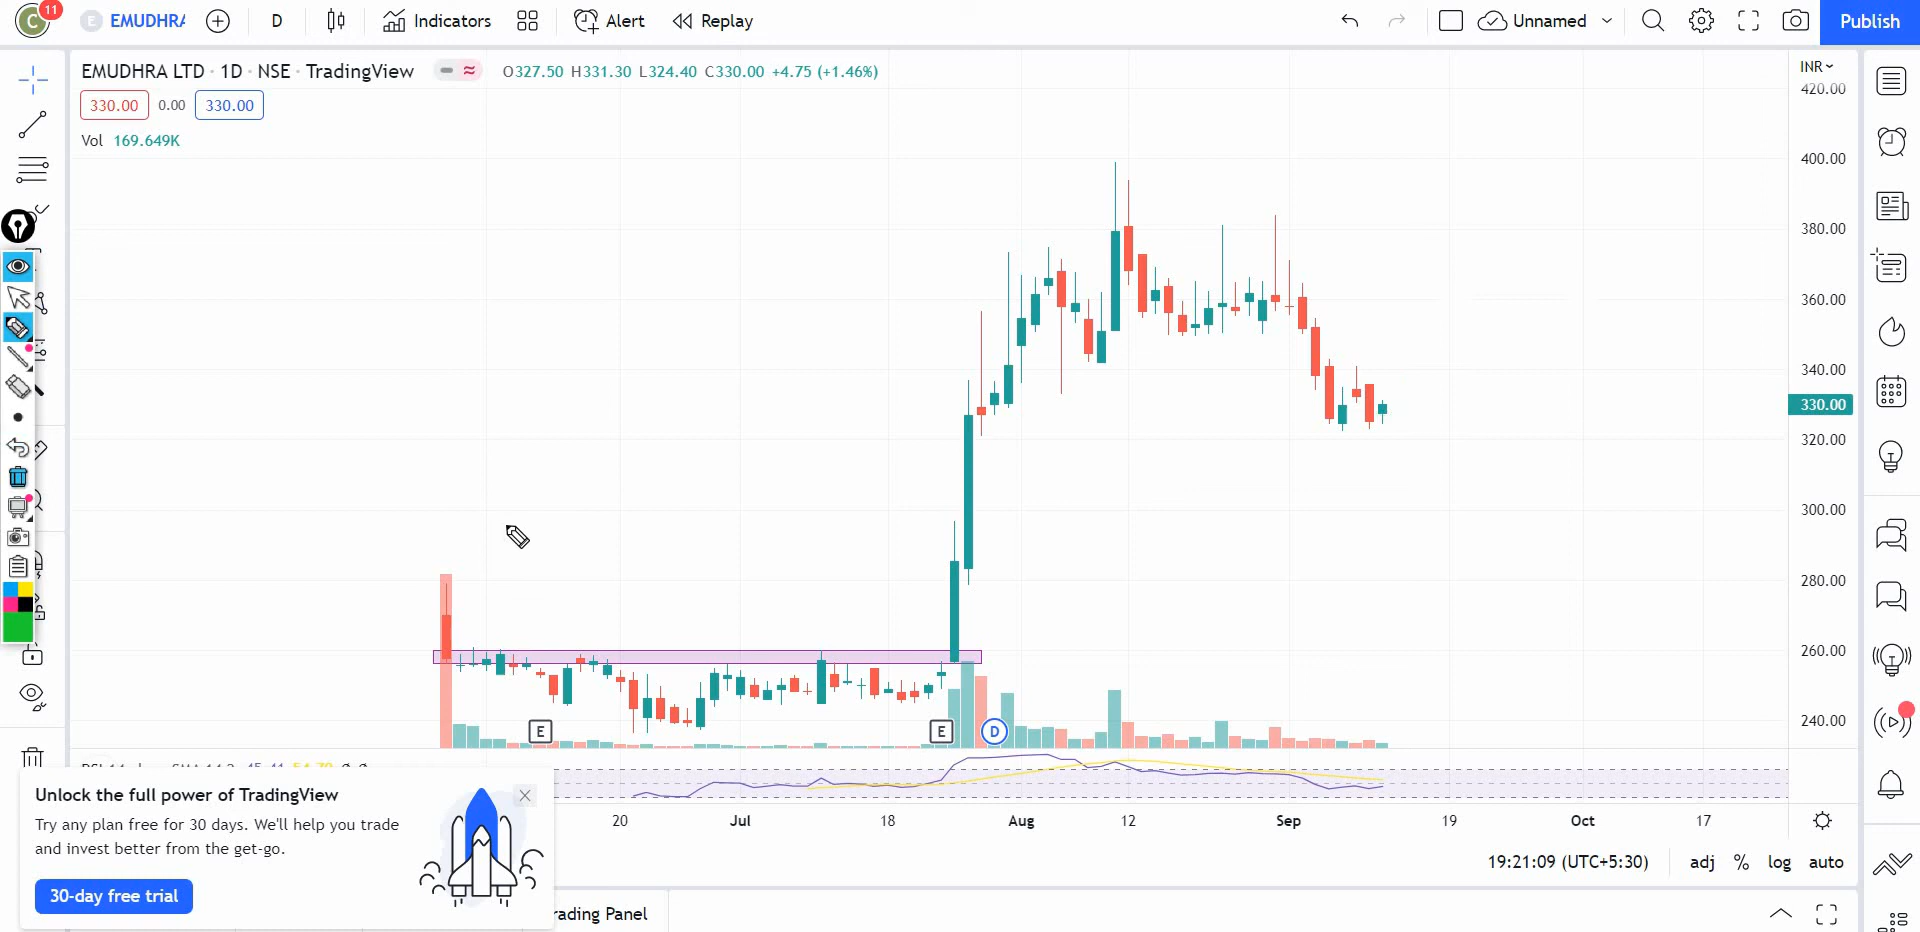 C 11 E EMUDHRA D Indicators Alert Replay Unnamed Publish
EMUDHRA LTD · 1D · NSE · TradingView O327.50 H331.30 L324.40 C330.00 +4.75 (+1.46%)
INR
420.00
330.00 0.00 330.00
Vol 169.649K
400.00
380.00
360.00
340.00
330.00
320.00
300.00
280.00
260.00
240.00
E E D
20 Jul 18 Aug 12 Sep 19 Oct 17
Unlock the full power of TradingView
Try any plan free for 30 days. We'll help you trade
and invest better from the get-go.
30-day free trial
19:21:09 (UTC+5:30) adj % log auto
rading Panel